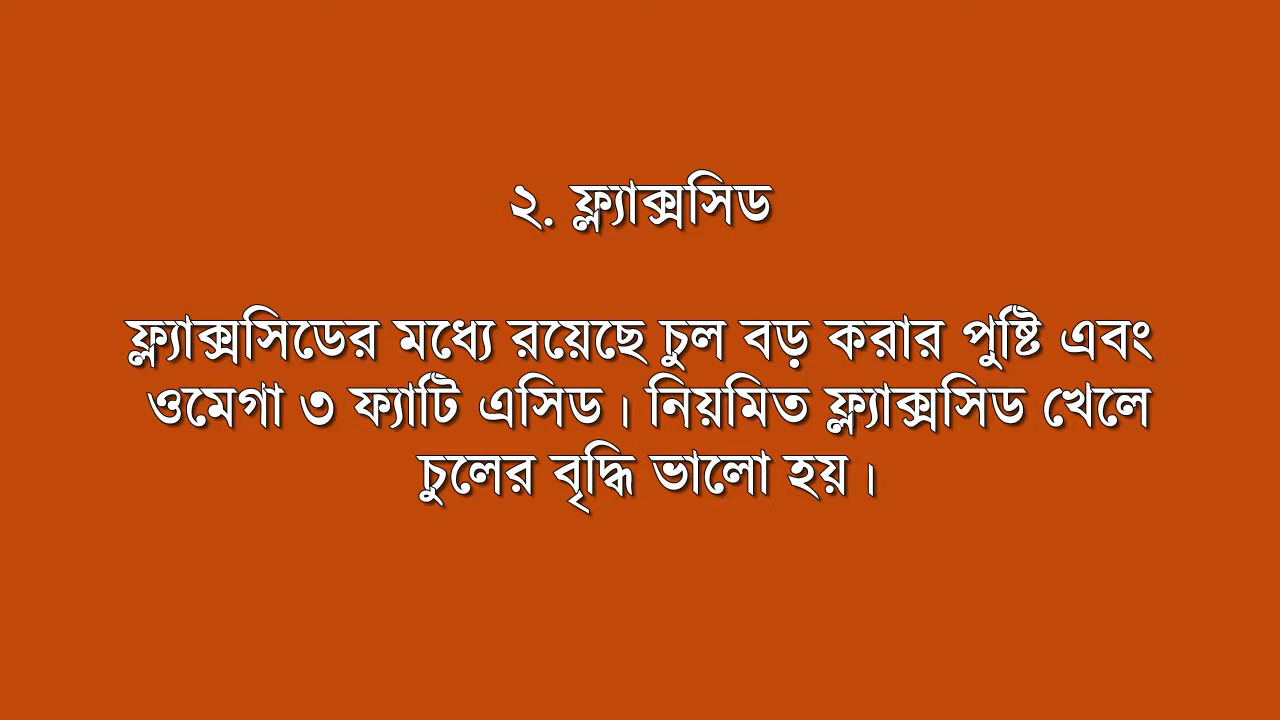 ২. ফ্ল্যাক্সসিড
ফ্ল্যাক্সসিডের মধ্যে রয়েছে চুল বড় করার পুষ্টি এবং
ওমেগা ৩ ফ্যাটি এসিড। নিয়মিত ফ্ল্যাক্সসিড খেলে
চুলের বৃদ্ধি ভালো হয়।